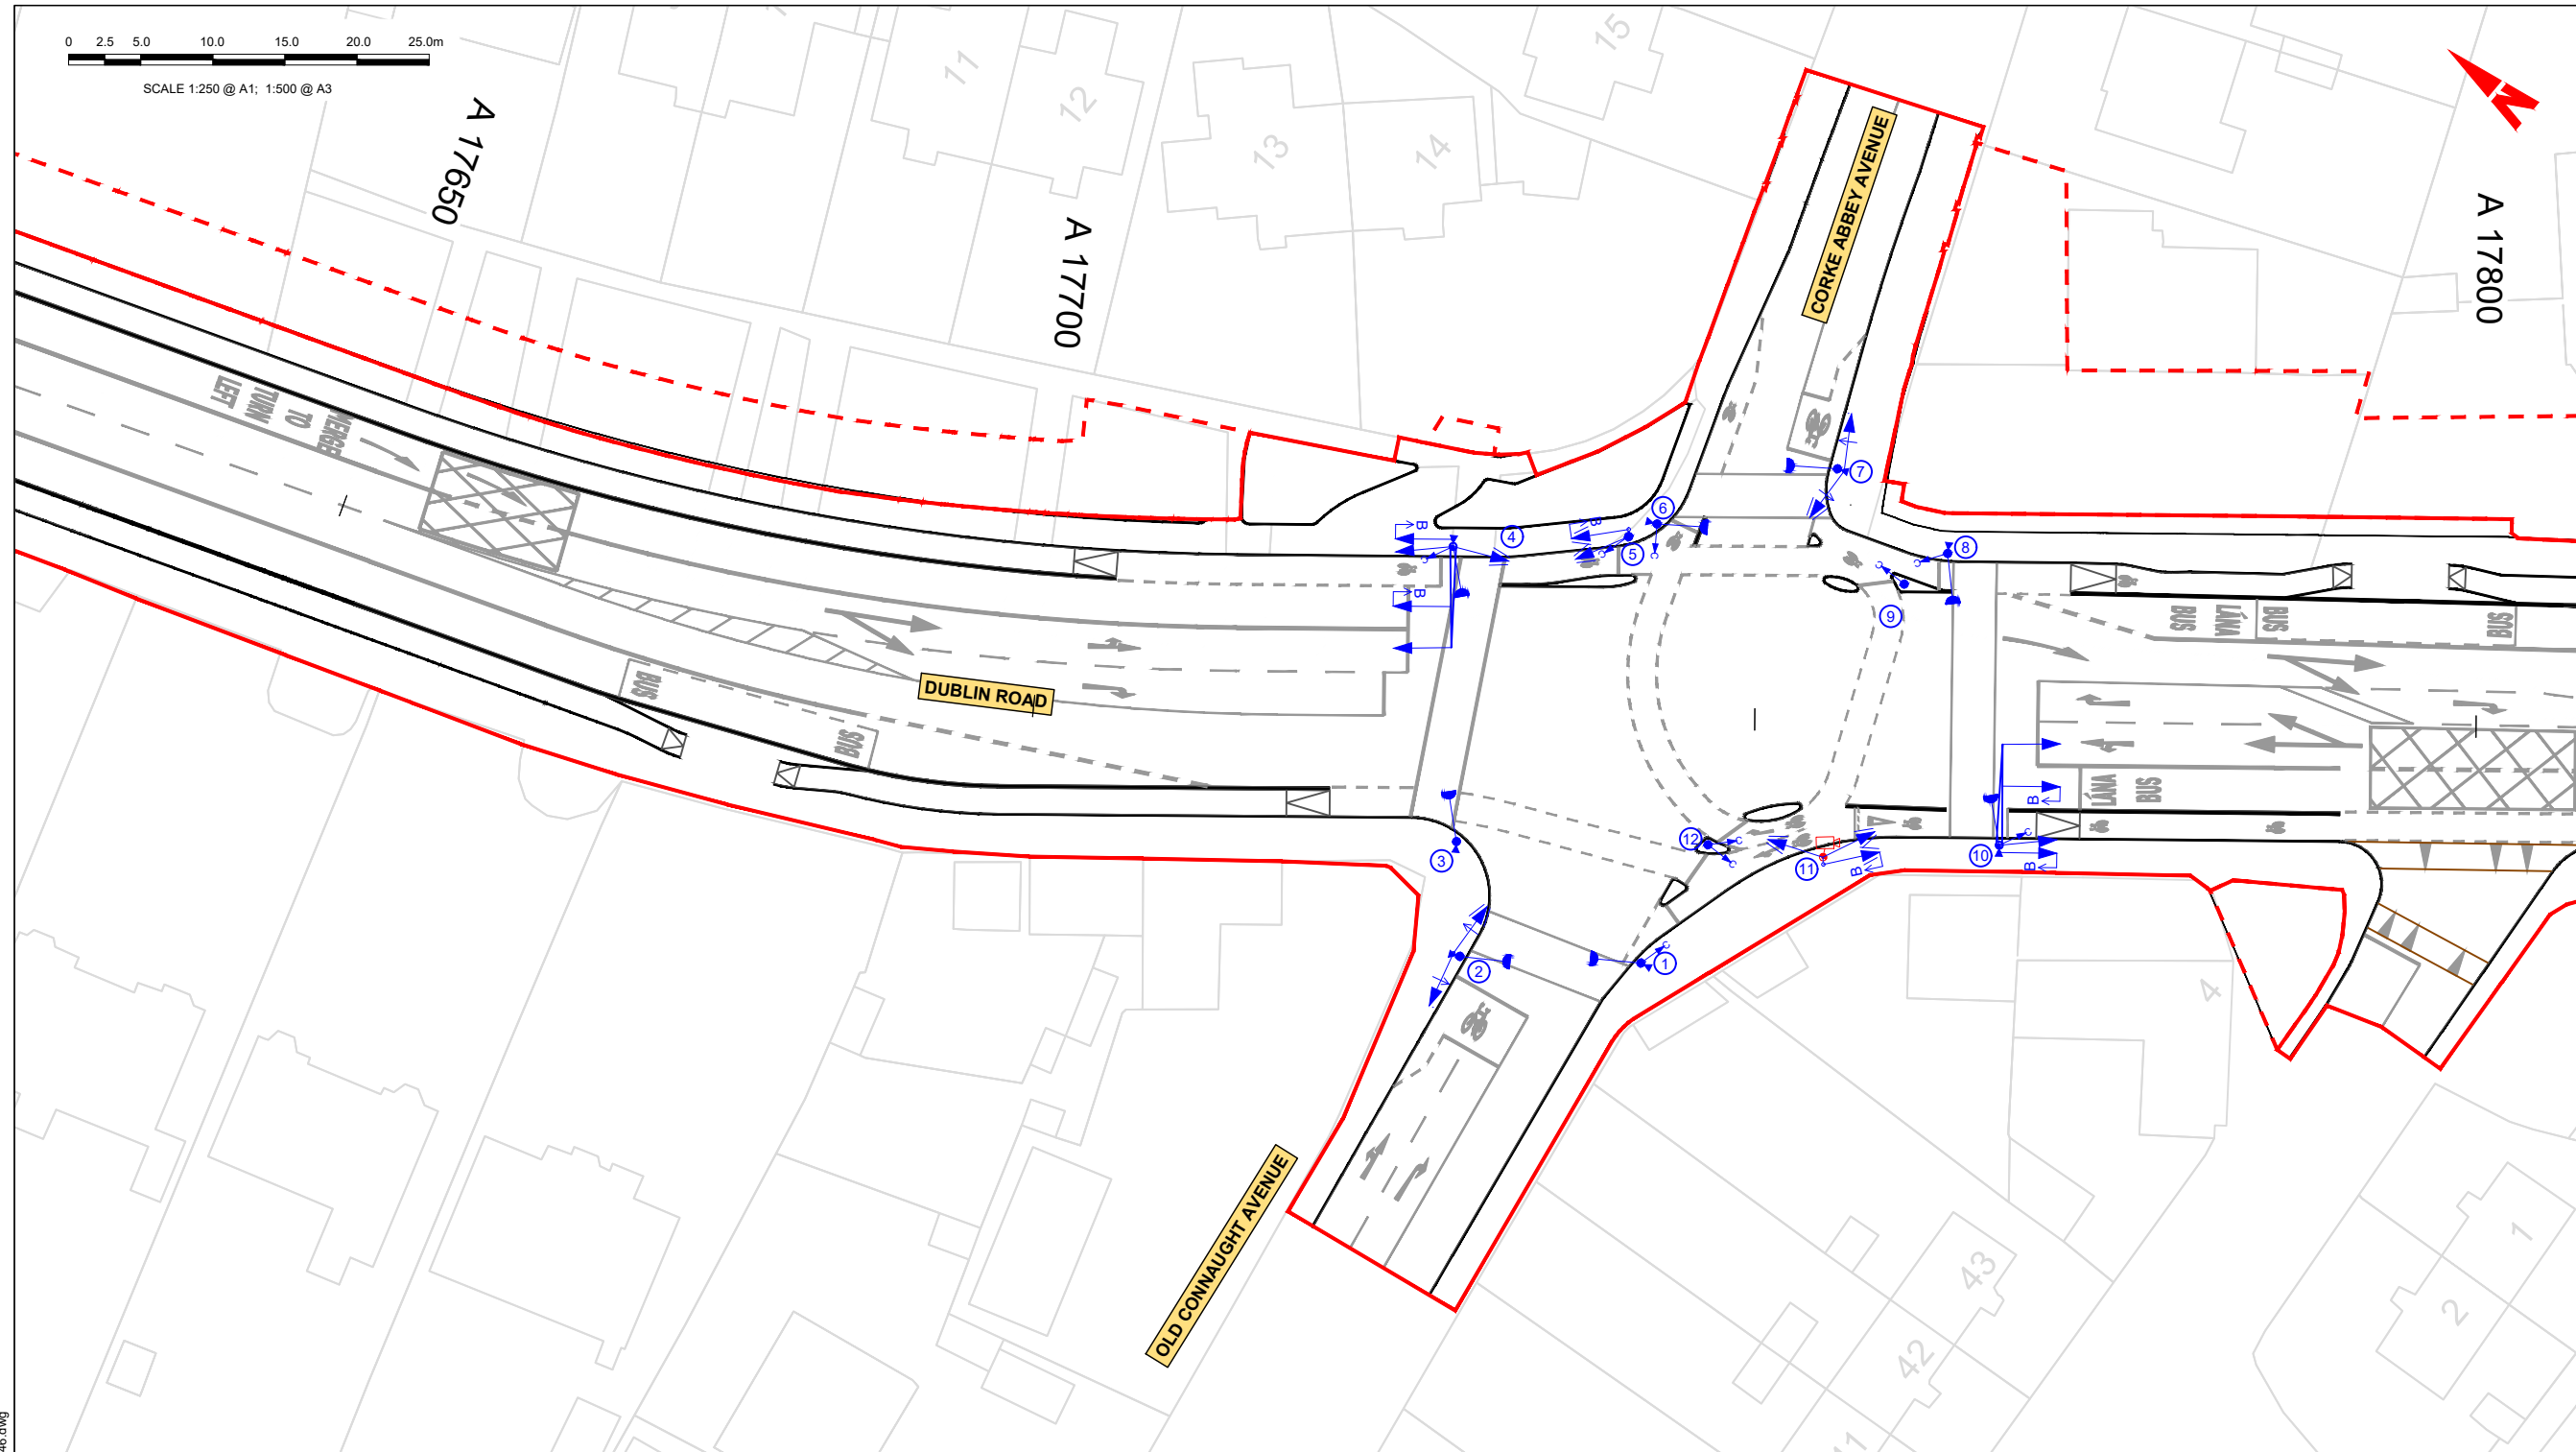 0 2.5 5.0 10.0 15.0 20.0 25.0m
SCALE 1:250 @ A1; 1:500 @ A3
A 17650
A 17700
A 17800
N
11
12
13
14
15
CORKE ABBEY AVENUE
DUBLIN ROAD
OLD CONNAUGHT AVENUE
MERGE
TO
TURN
LEFT
BUS
BUS
BUS
LÁNA
BUS
BUS
LÁNA
BUS
B
B
B
B
B
B
C
C
C
C
C
C
C
C
C
1
2
3
4
5
6
7
8
9
10
11
12
4
43
42
1
2
46.dwg